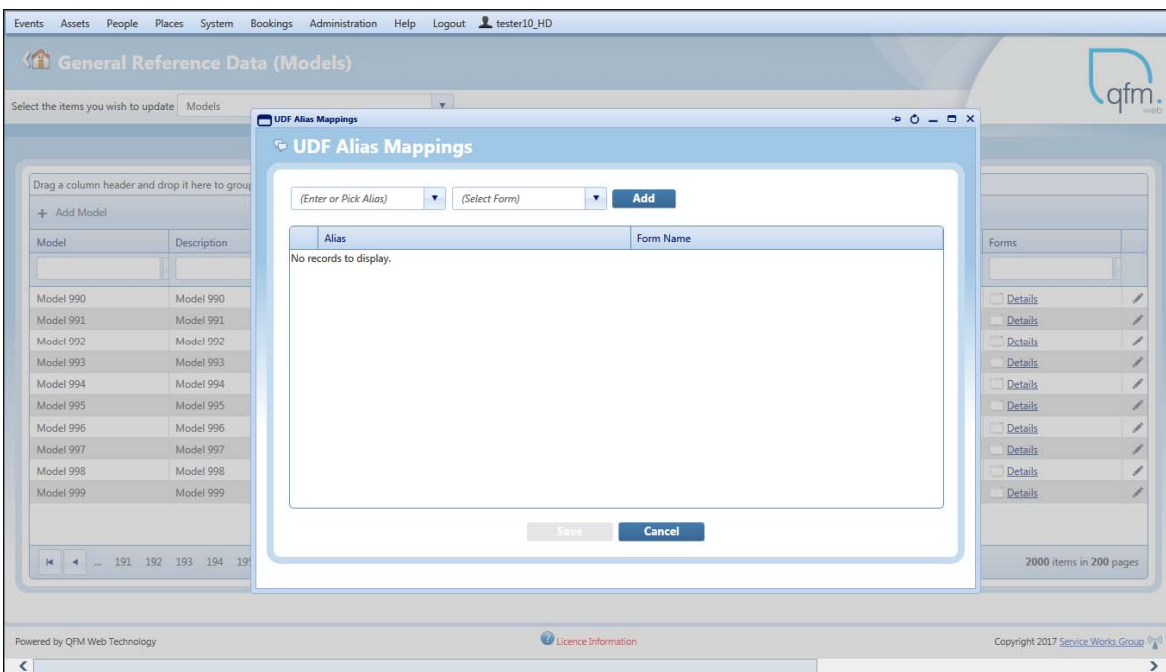 Events Assets People Places System Bookings Administration Help Logout tester10_HD
General Reference Data (Models)
qfm.
web
Select the items you wish to update Models
UDF Alias Mappings
UDF Alias Mappings
Drag a column header and drop it here to grou
(Enter or Pick Alias) (Select Form) Add
+ Add Model
Alias Form Name
Model Description Forms
No records to display.
Model 990 Model 990 Details
Model 991 Model 991 Details
Model 992 Model 992 Details
Model 993 Model 993 Details
Model 994 Model 994 Details
Model 995 Model 995 Details
Model 996 Model 996 Details
Model 997 Model 997 Details
Model 998 Model 998 Details
Model 999 Model 999 Details
Save Cancel
... 191 192 193 194 2000 items in 200 pages
Powered by QFM Web Technology Licence Information Copyright 2017 Service Works Group